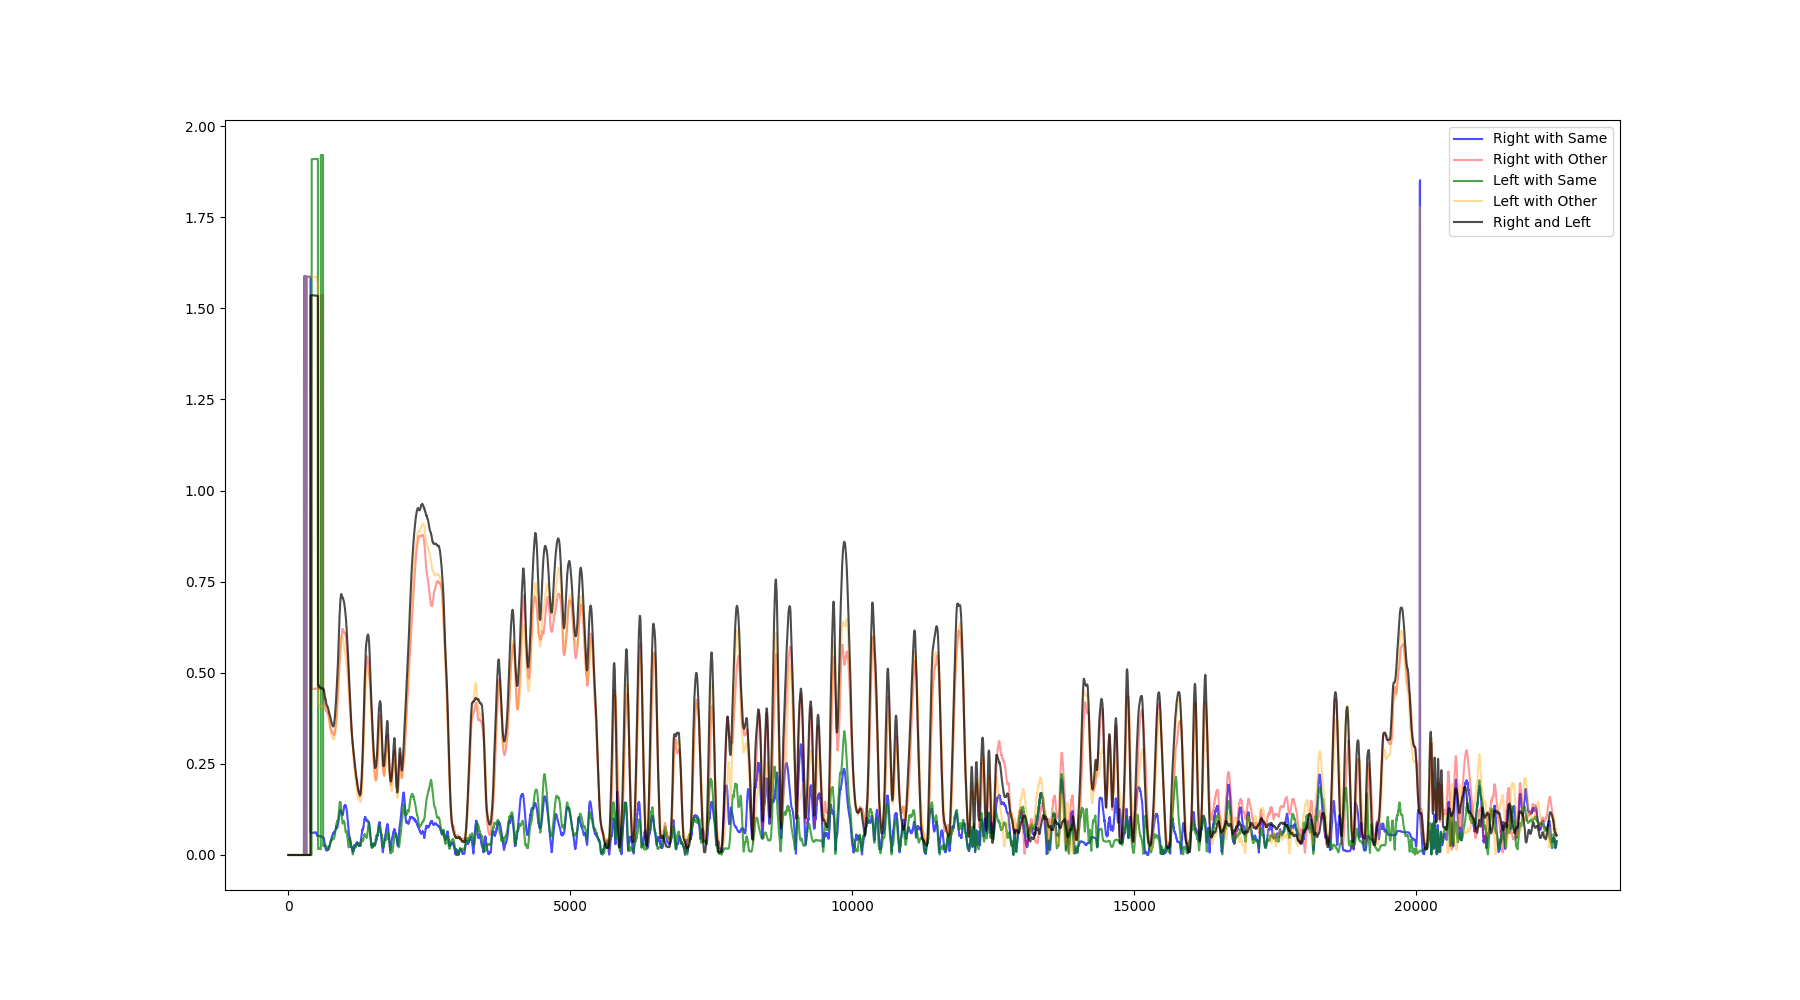 2.00
1.75
1.50
1.25
1.00
0.75
0.50
0.25
0.00
0
5000
10000
15000
20000
Right with Same
Right with Other
Left with Same
Left with Other
Right and Left